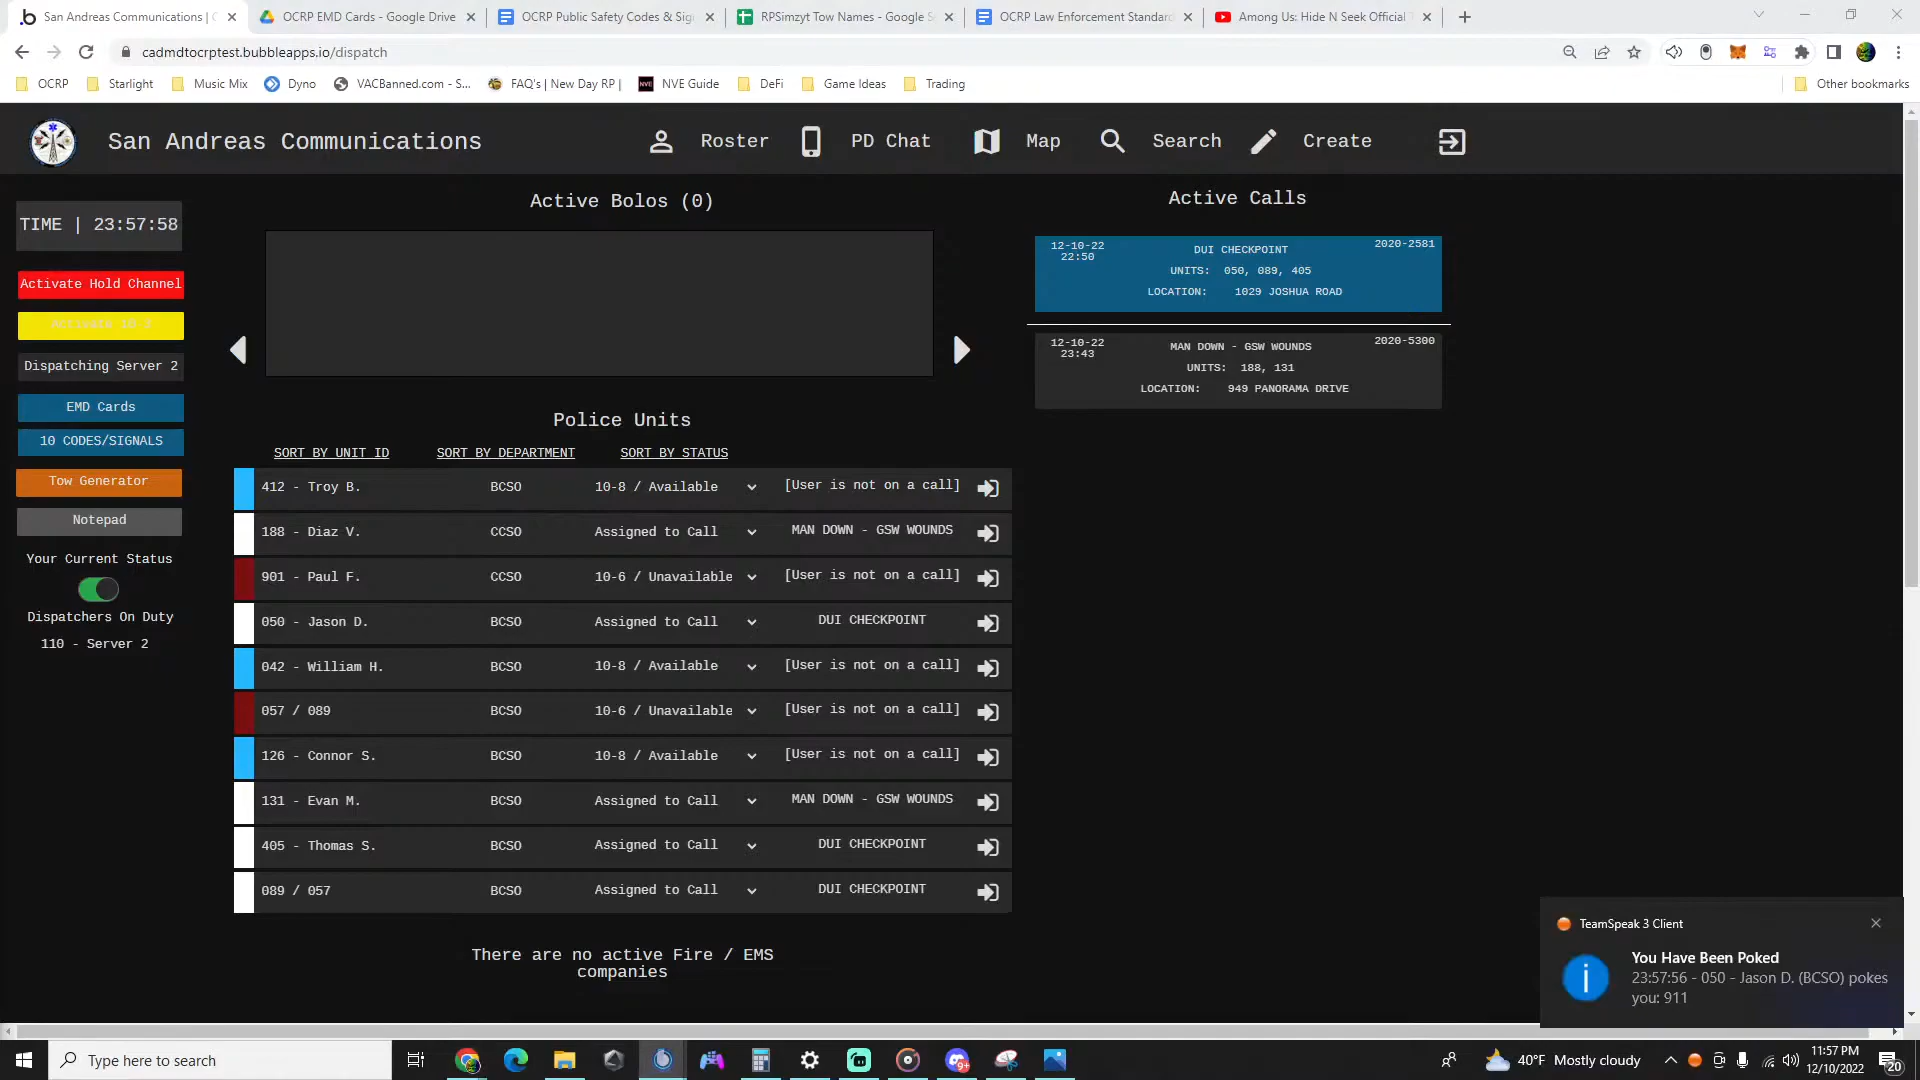 San Andreas Communications | C
OCRP EMD Cards - Google Drive
OCRP Public Safety Codes & Sig
RPSimzyt Tow Names - Google S
OCRP Law Enforcement Standard
Among Us: Hide N Seek Official T
cadmdtocrptest.bubbleapps.io/dispatch
OCRP
Starlight
Music Mix
Dyno
VACBanned.com - S...
FAQ's | New Day RP |
NVE Guide
DeFi
Game Ideas
Trading
Other bookmarks
San Andreas Communications
Roster
PD Chat
Map
Search
Create
TIME | 23:57:58
Activate Hold Channel
Dispatching Server 2
EMD Cards
10 CODES/SIGNALS
Tow Generator
Notepad
Your Current Status
Dispatchers On Duty
110 - Server 2
Active Bolos (0)
Police Units
SORT BY UNIT ID SORT BY DEPARTMENT SORT BY STATUS
412 - Troy B. BCSO 10-8 / Available [User is not on a call]
188 - Diaz V. CCSO Assigned to Call MAN DOWN - GSW WOUNDS
901 - Paul F. CCSO 10-6 / Unavailable [User is not on a call]
050 - Jason D. BCSO Assigned to Call DUI CHECKPOINT
042 - William H. BCSO 10-8 / Available [User is not on a call]
057 / 089 BCSO 10-6 / Unavailable [User is not on a call]
126 - Connor S. BCSO 10-8 / Available [User is not on a call]
131 - Evan M. BCSO Assigned to Call MAN DOWN - GSW WOUNDS
405 - Thomas S. BCSO Assigned to Call DUI CHECKPOINT
089 / 057 BCSO Assigned to Call DUI CHECKPOINT
There are no active Fire / EMS
companies
Active Calls
12-10-22 DUI CHECKPOINT 2020-2581
22:50
UNITS: 050, 089, 405
LOCATION: 1029 JOSHUA ROAD
12-10-22 MAN DOWN - GSW WOUNDS 2020-5300
23:43
UNITS: 188, 131
LOCATION: 949 PANORAMA DRIVE
TeamSpeak 3 Client
You Have Been Poked
23:57:56 - 050 - Jason D. (BCSO) pokes
you: 911
Type here to search
9+
40°F Mostly cloudy
11:57 PM
12/10/2022
20